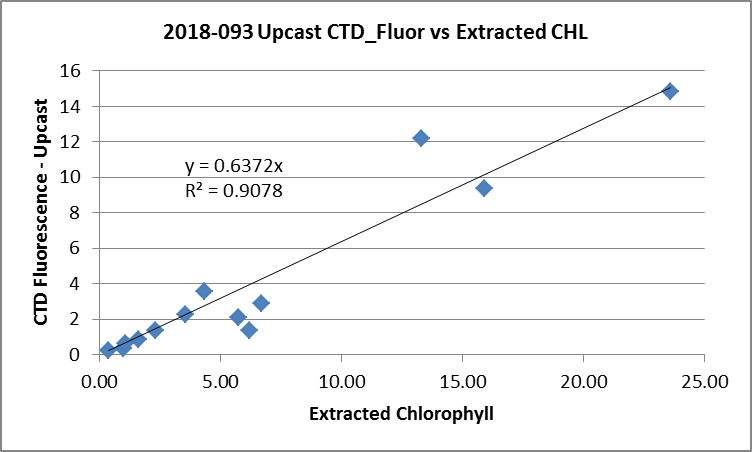 2018-093 Upcast CTD_Fluor vs Extracted CHL
CTD Fluorescence - Upcast
16
14
12
10
8
6
4
2
0
y = 0.6372x
R² = 0.9078
0.00 5.00 10.00 15.00 20.00 25.00
Extracted Chlorophyll